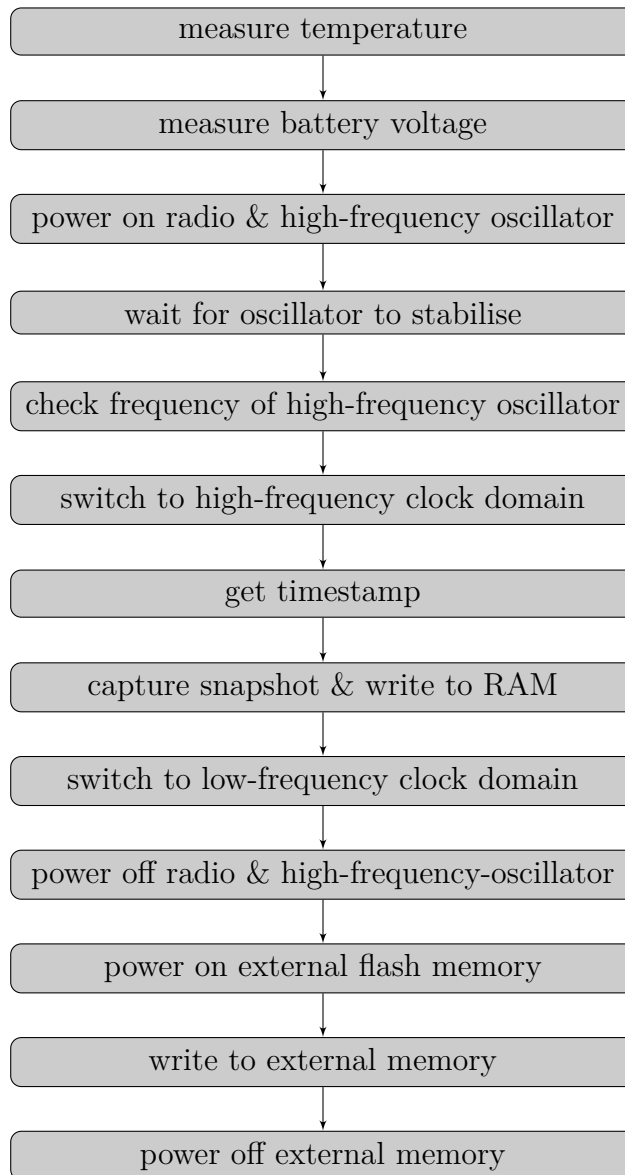 measure temperature
measure battery voltage
power on radio & high-frequency oscillator
wait for oscillator to stabilise
check frequency of high-frequency oscillator
switch to high-frequency clock domain
get timestamp
capture snapshot & write to RAM
switch to low-frequency clock domain
power off radio & high-frequency-oscillator
power on external flash memory
write to external memory
power off external memory